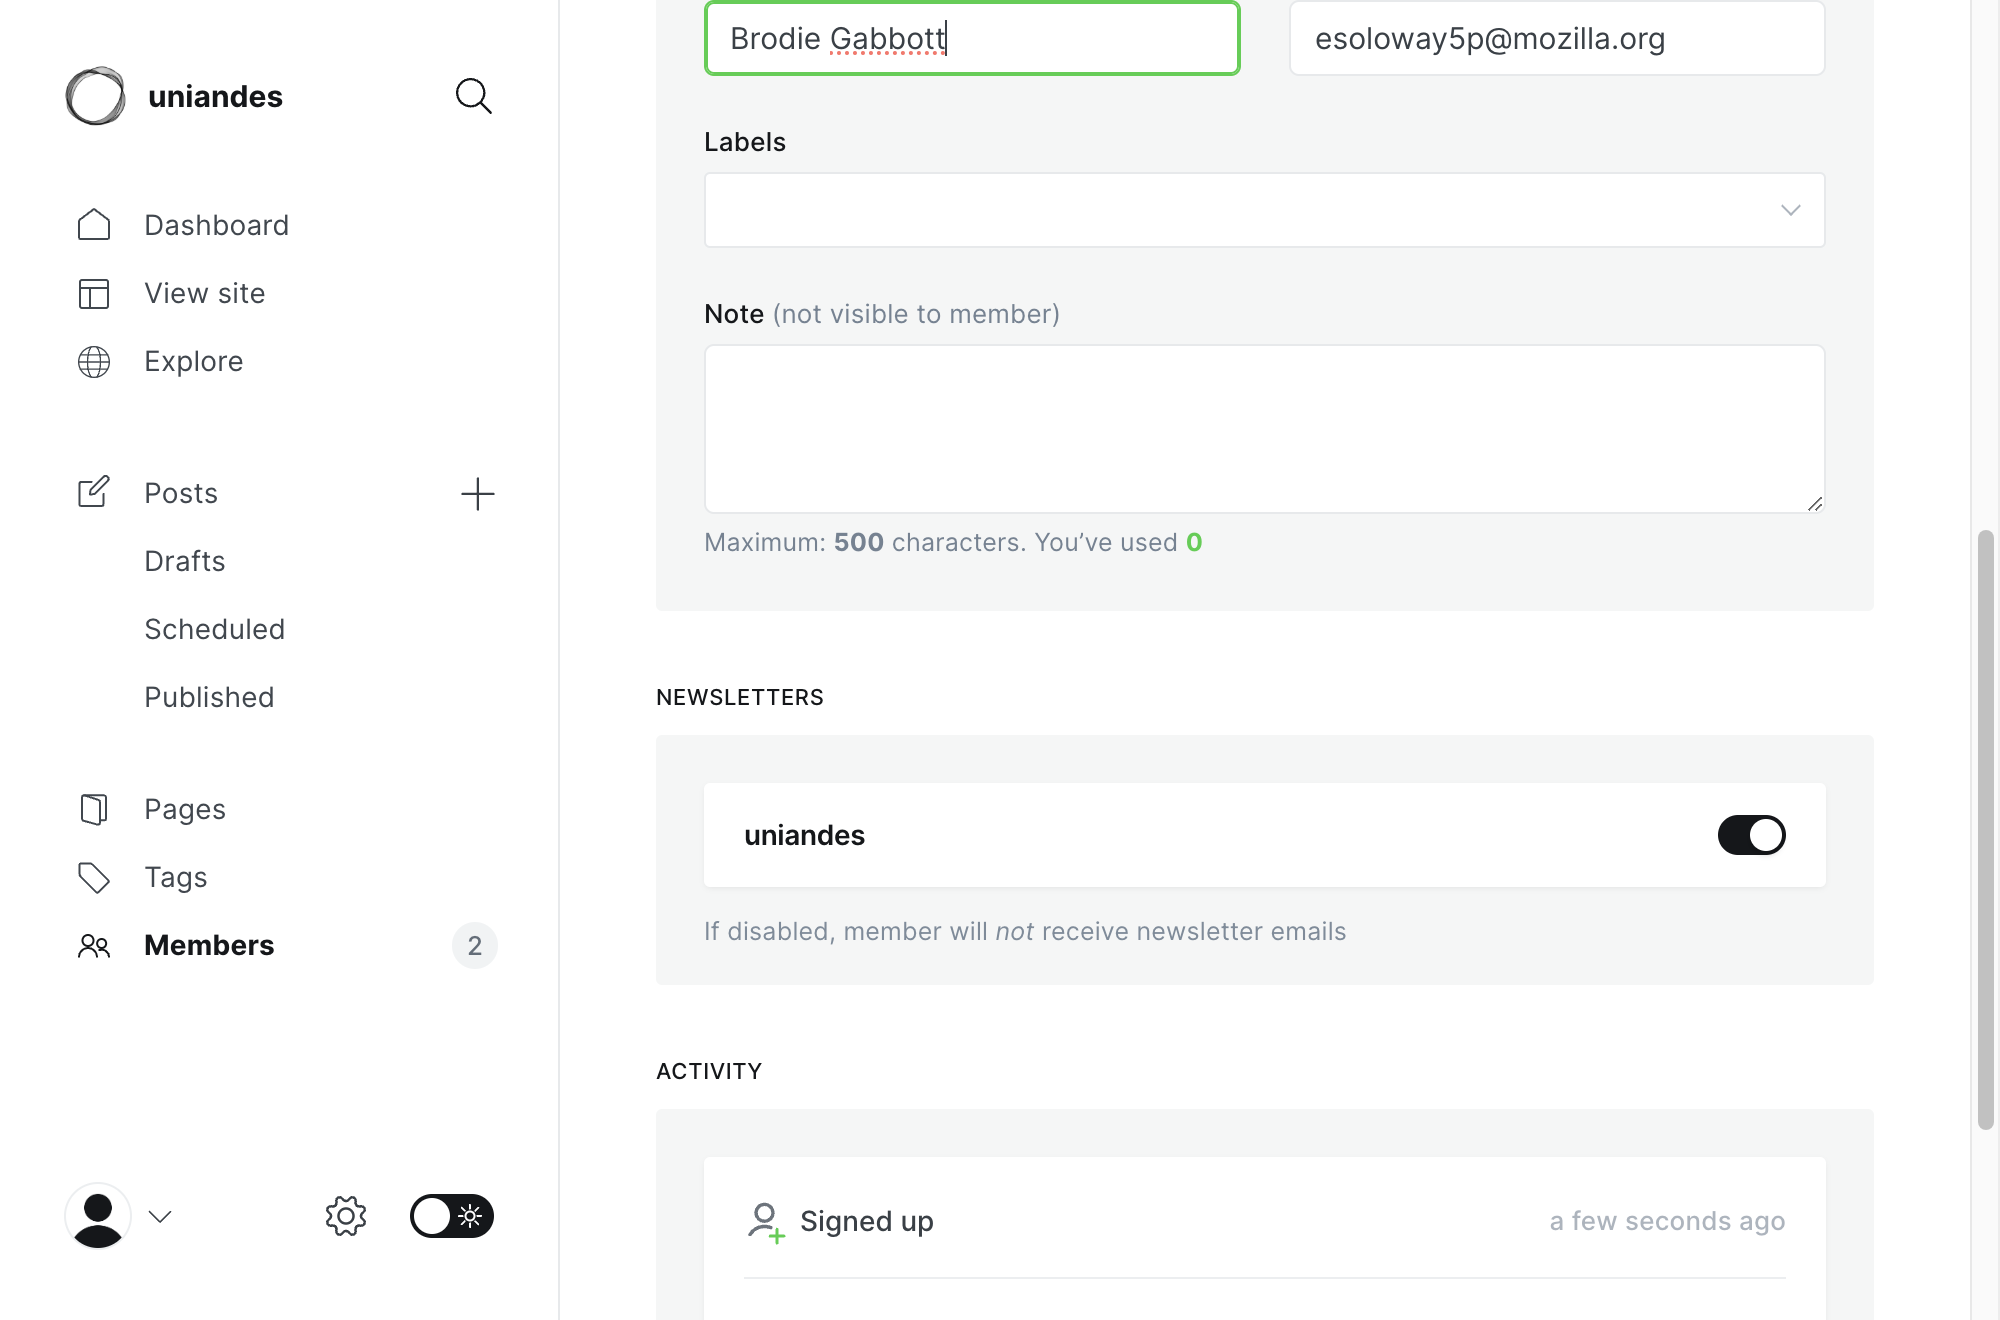 uniandes
Dashboard
View site
Explore
Posts
Drafts
Scheduled
Published
Pages
Tags
Members 2
Brodie Gabbott
esoloway5p@mozilla.org
Labels
Note (not visible to member)
Maximum: 500 characters. You’ve used 0
NEWSLETTERS
uniandes
If disabled, member will not receive newsletter emails
ACTIVITY
Signed up
a few seconds ago